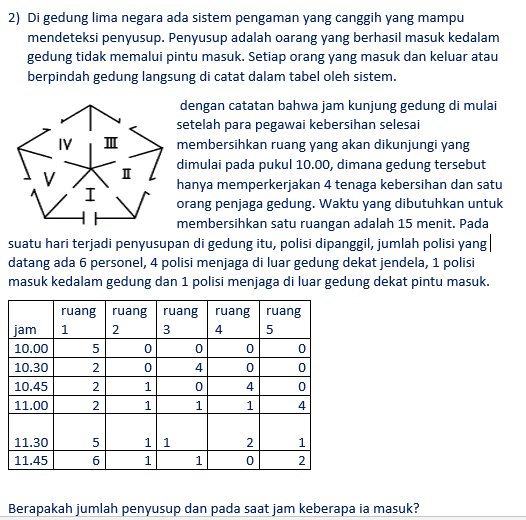 2) Di gedung lima negara ada sistem pengaman yang canggih yang mampu
mendeteksi penyusup. Penyusup adalah oarang yang berhasil masuk kedalam
gedung tidak memalui pintu masuk. Setiap orang yang masuk dan keluar atau
berpindah gedung langsung di catat dalam tabel oleh sistem.
dengan catatan bahwa jam kunjung gedung di mulai
setelah para pegawai kebersihan selesai
membersihkan ruang yang akan dikunjungi yang
dimulai pada pukul 10.00, dimana gedung tersebut
hanya memperkerjakan 4 tenaga kebersihan dan satu
orang penjaga gedung. Waktu yang dibutuhkan untuk
membersihkan satu ruangan adalah 15 menit. Pada
IV III
V II
I
suatu hari terjadi penyusupan di gedung itu, polisi dipanggil, jumlah polisi yang
datang ada 6 personel, 4 polisi menjaga di luar gedung dekat jendela, 1 polisi
masuk kedalam gedung dan 1 polisi menjaga di luar gedung dekat pintu masuk.
jam ruang 1 ruang 2 ruang 3 ruang 4 ruang 5
10.00 5 0 0 0 0
10.30 2 0 4 0 0
10.45 2 1 0 4 0
11.00 2 1 1 1 4
11.30 5 1 1 2 1
11.45 6 1 1 0 2
Berapakah jumlah penyusup dan pada saat jam keberapa ia masuk?